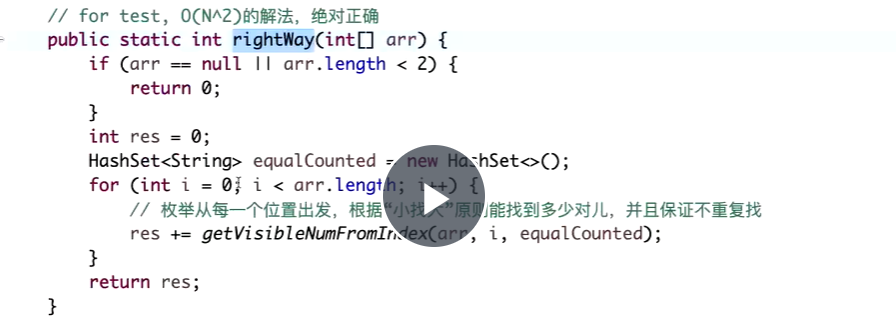 // for test, O(N^2)的解法，绝对正确
public static int rightWay(int[] arr) {
if (arr == null || arr.length < 2) {
return 0;
}
int res = 0;
HashSet<String> equalCounted = new HashSet<>();
for (int i = 0; i < arr.length; i++) {
// 枚举从每一个位置出发，根据“小找大”原则能找到多少对儿，并且保证不重复找
res += getVisibleNumFromIndex(arr, i, equalCounted);
}
return res;
}